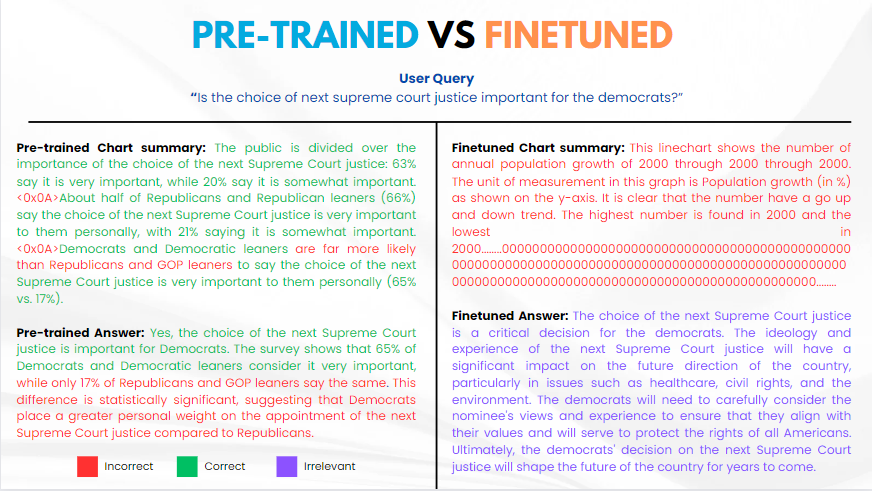 PRE-TRAINED VS FINETUNED
User Query
“Is the choice of next supreme court justice important for the democrats?”
Pre-trained Chart summary: The public is divided over the
importance of the choice of the next Supreme Court justice: 63%
say it is very important, while 20% say it is somewhat important.
<0x0A>About half of Republicans and Republican leaners (66%)
say the choice of the next Supreme Court justice is very important
to them personally, with 21% saying it is somewhat important.
<0x0A>Democrats and Democratic leaners are far more likely
than Republicans and GOP leaners to say the choice of the next
Supreme Court justice is very important to them personally (65%
vs. 17%).
Pre-trained Answer: Yes, the choice of the next Supreme Court
justice is important for Democrats. The survey shows that 65% of
Democrats and Democratic leaners consider it very important,
while only 17% of Republicans and GOP leaners say the same. This
difference is statistically significant, suggesting that Democrats
place a greater personal weight on the appointment of the next
Supreme Court justice compared to Republicans.
Incorrect
Correct
Irrelevant
Finetuned Chart summary: This linechart shows the number of
annual population growth of 2000 through 2000 through 2000.
The unit of measurement in this graph is Population growth (in %)
as shown on the y-axis. It is clear that the number have a go up
and down trend. The highest number is found in 2000 and the
lowest in
2000........00000000000000000000000000000000000000000000000000
000000000000000000000000000000000000000000000000000000000
0000000000000000000000000000000000000000000000000000........
Finetuned Answer: The choice of the next Supreme Court justice
is a critical decision for the democrats. The ideology and
experience of the next Supreme Court justice will have a
significant impact on the future direction of the country,
particularly in issues such as healthcare, civil rights, and the
environment. The democrats will need to carefully consider the
nominee's views and experience to ensure that they align with
their values and will serve to protect the rights of all Americans.
Ultimately, the democrats' decision on the next Supreme Court
justice will shape the future of the country for years to come.